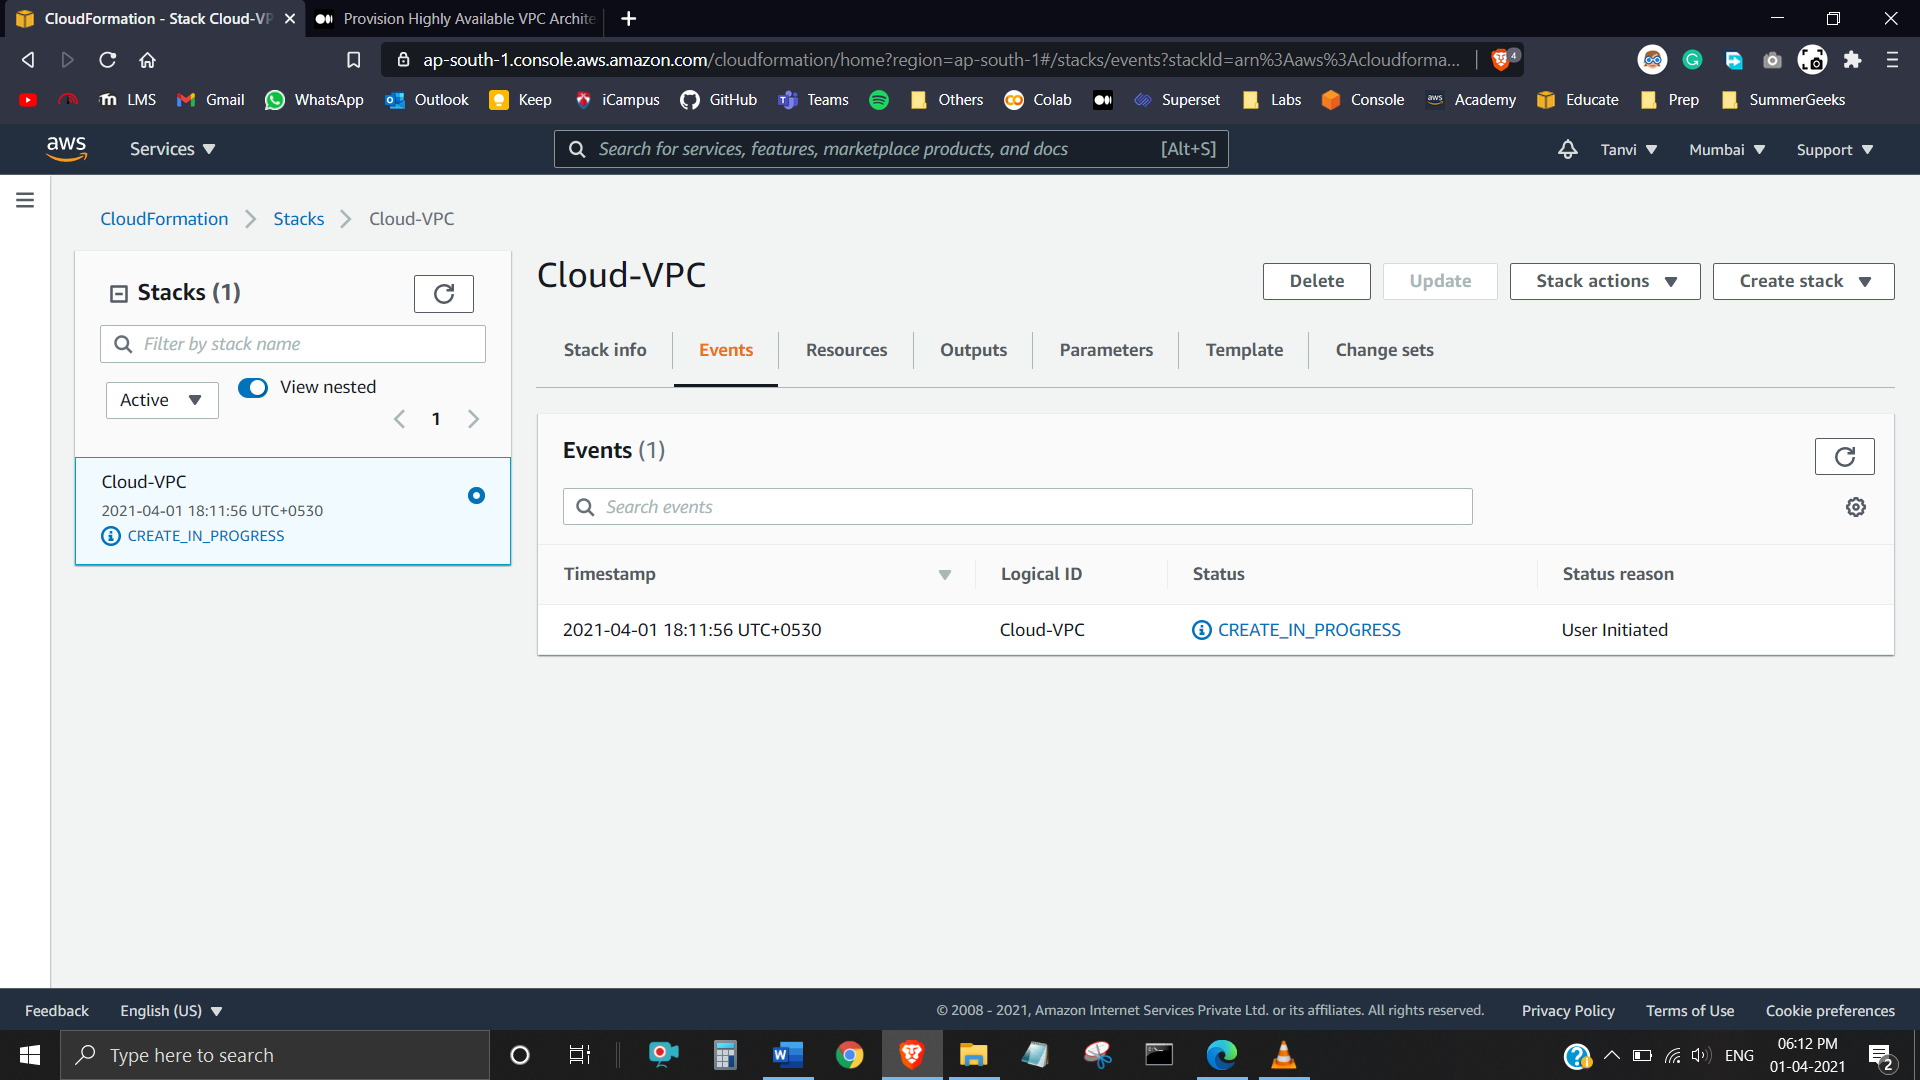 CloudFormation - Stack Cloud-VP
Provision Highly Available VPC Archite
ap-south-1.console.aws.amazon.com/cloudformation/home?region=ap-south-1#/stacks/events?stackId=arn%3Aaws%3Acloudforma...
4
LMS
Gmail
WhatsApp
Outlook
Keep
iCampus
GitHub
Teams
Others
Colab
Superset
Labs
Console
aws
Academy
Educate
Prep
SummerGeeks
aws
Services
Search for services, features, marketplace products, and docs
[Alt+S]
Tanvi
Mumbai
Support
CloudFormation
Stacks
Cloud-VPC
Stacks (1)
Filter by stack name
Active
View nested
1
Cloud-VPC
2021-04-01 18:11:56 UTC+0530
CREATE_IN_PROGRESS
Cloud-VPC
Delete
Update
Stack actions
Create stack
Stack info
Events
Resources
Outputs
Parameters
Template
Change sets
Events (1)
Search events
Timestamp
Logical ID
Status
Status reason
2021-04-01 18:11:56 UTC+0530
Cloud-VPC
CREATE_IN_PROGRESS
User Initiated
Feedback
English (US)
© 2008 - 2021, Amazon Internet Services Private Ltd. or its affiliates. All rights reserved.
Privacy Policy
Terms of Use
Cookie preferences
Type here to search
ENG
06:12 PM
01-04-2021
2